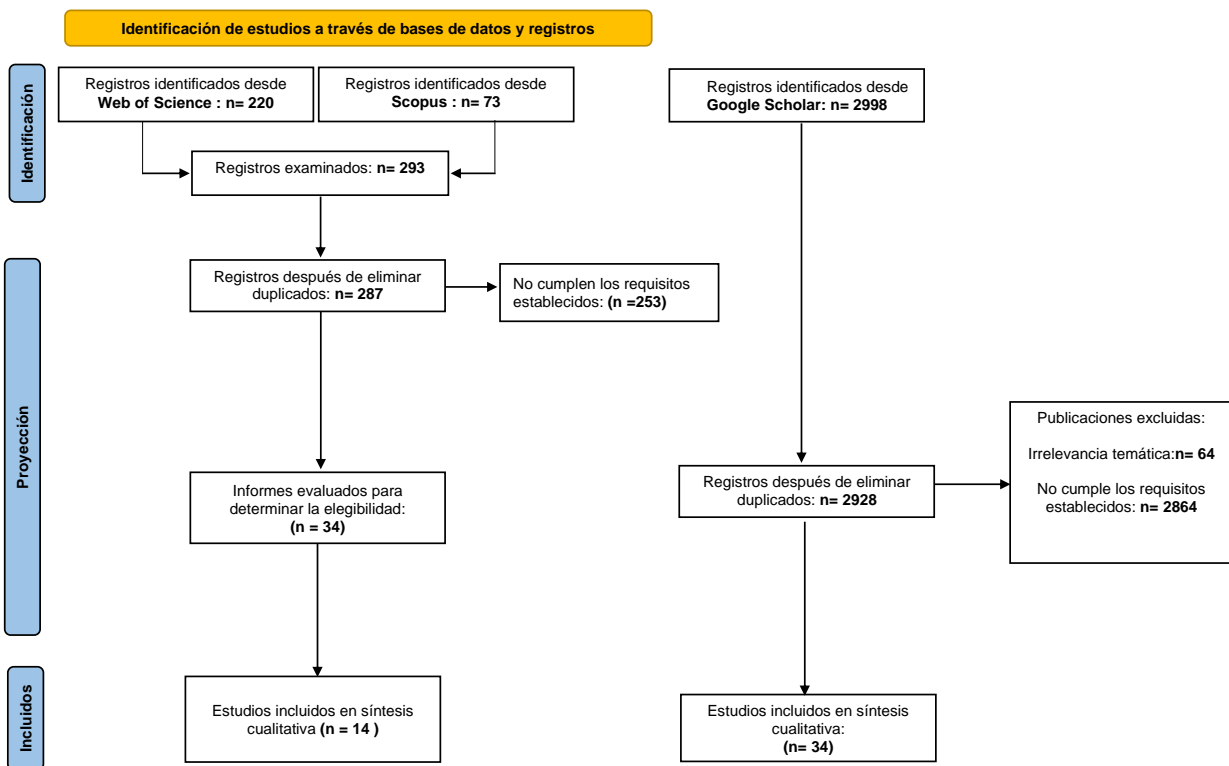 Identificación de estudios a través de bases de datos y registros
Identificación
Registros identificados desde
Web of Science : n= 220
Registros identificados desde
Scopus : n= 73
Registros identificados desde
Google Scholar: n= 2998
Registros examinados: n= 293
Proyección
Registros después de eliminar
duplicados: n= 287
No cumplen los requisitos
establecidos: (n =253)
Publicaciones excluidas:
Irrelevancia temática:n= 64
No cumple los requisitos
establecidos: n= 2864
Registros después de eliminar
duplicados: n= 2928
Informes evaluados para
determinar la elegibilidad:
(n = 34)
Incluidos
Estudios incluidos en síntesis
cualitativa (n = 14 )
Estudios incluidos en síntesis
cualitativa:
(n= 34)